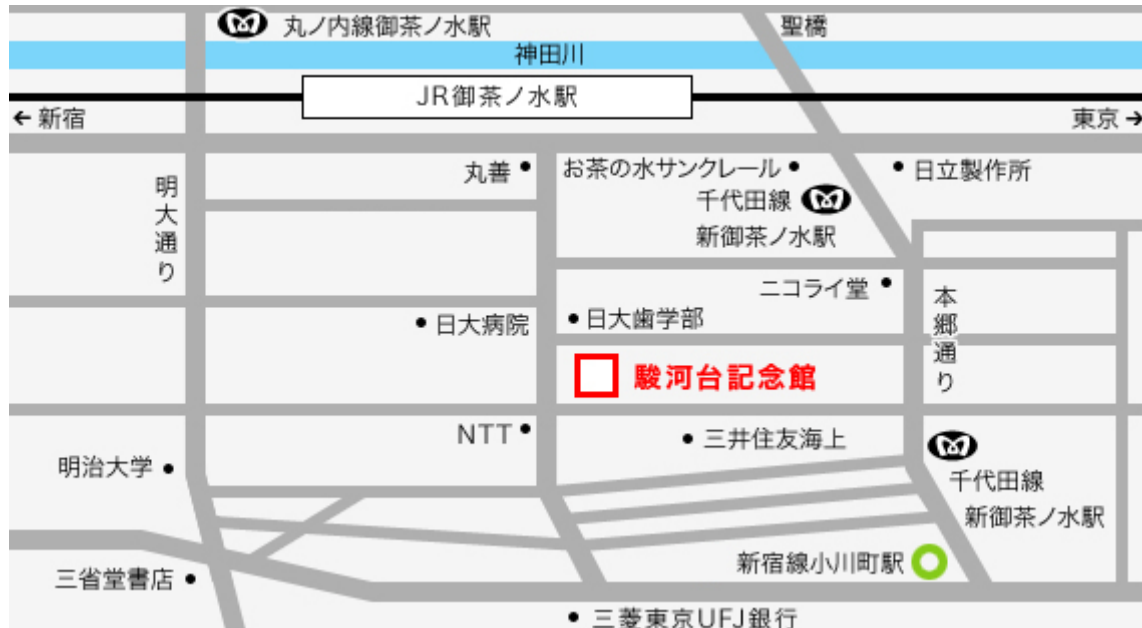 丸ノ内線御茶ノ水駅
聖橋
神田川
JR御茶ノ水駅
← 新宿
東京 →
丸善
お茶の水サンクレール
日立製作所
明大通り
千代田線
新御茶ノ水駅
ニコライ堂
本郷通り
日大病院
日大歯学部
駿河台記念館
NTT
三井住友海上
明治大学
千代田線
新御茶ノ水駅
新宿線小川町駅
三省堂書店
三菱東京UFJ銀行